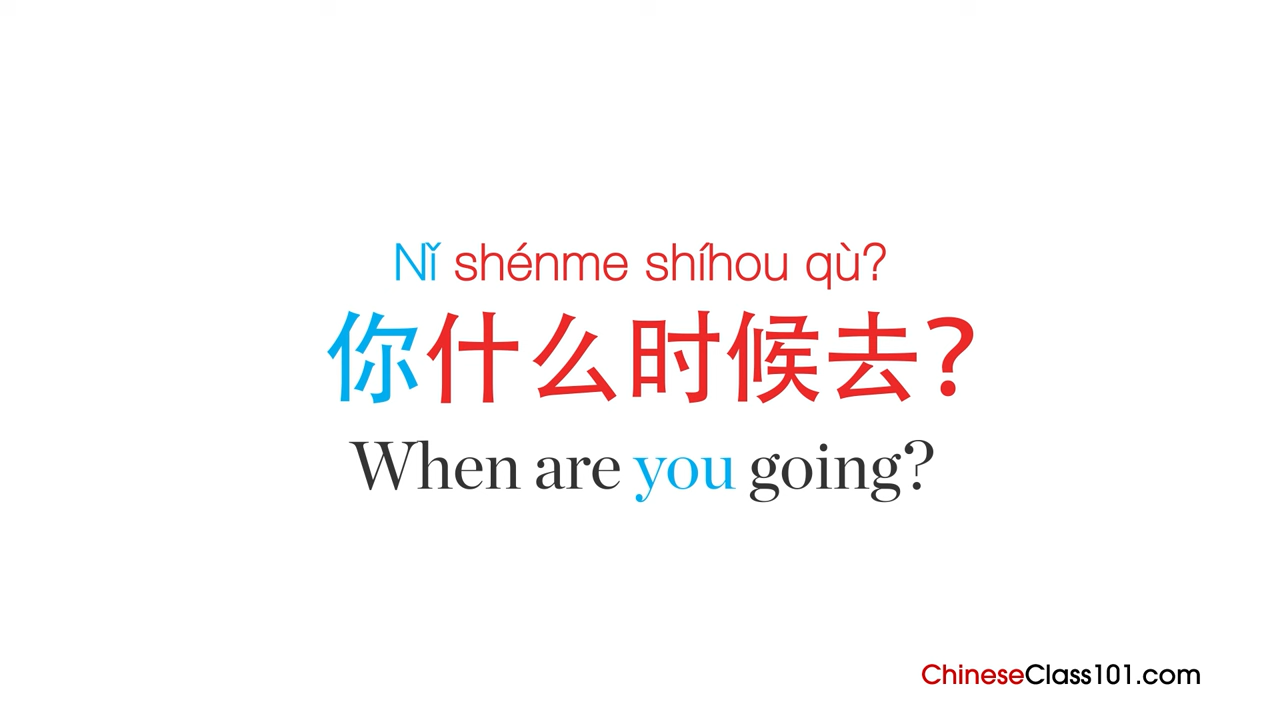 Nǐ shénme shíhou qù?
你什么时候去?
When are you going?
ChineseClass101.com